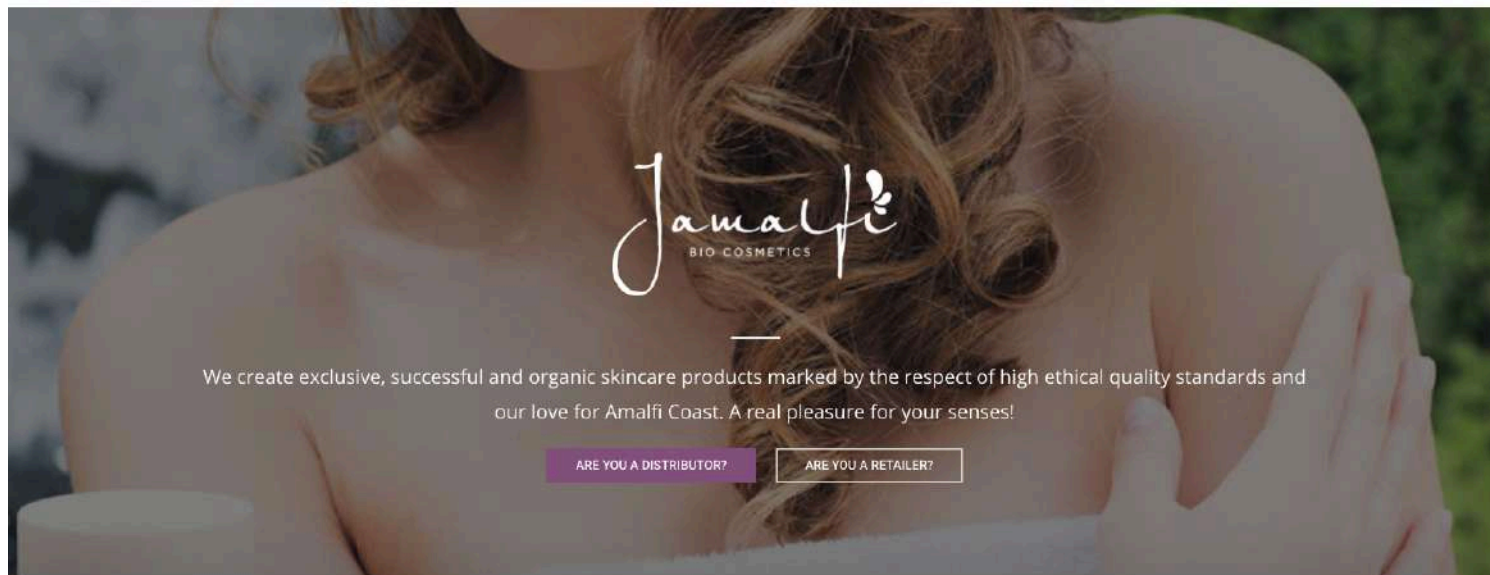 Jamalfi
BIO COSMETICS
We create exclusive, successful and organic skincare products marked by the respect of high ethical quality standards and
our love for Amalfi Coast. A real pleasure for your senses!
ARE YOU A DISTRIBUTOR? ARE YOU A RETAILER?